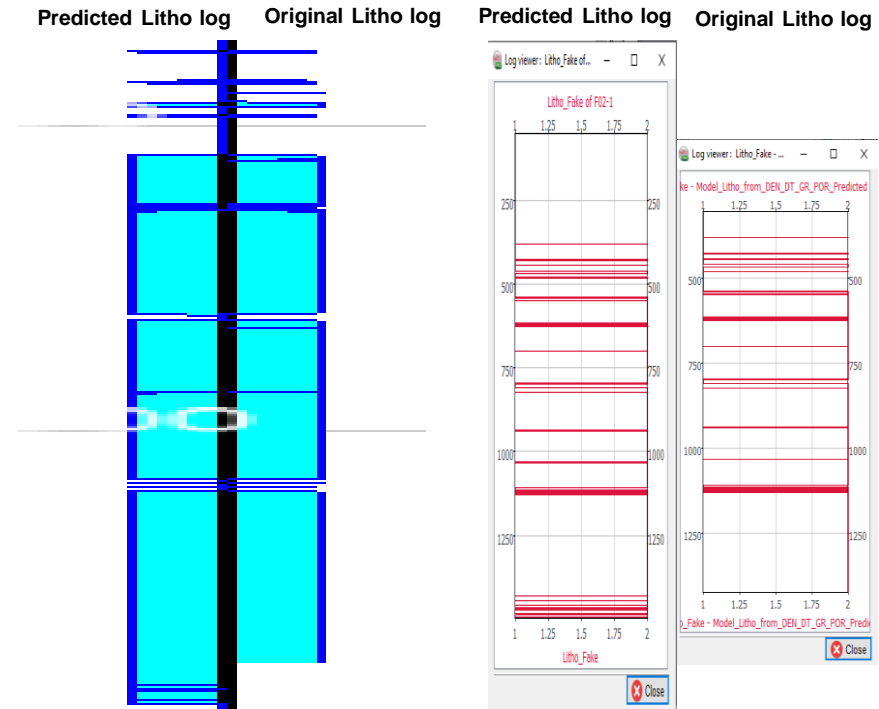 Predicted Litho log Original Litho log Predicted Litho log Original Litho log
Log viewer: Litho_Fake of... – X
Litho_Fake of F02-1
1 1.25 1.5 1.75 2
250 250
500 500
750 750
1000 1000
1250 1250
1 1.25 1.5 1.75 2
Litho_Fake
Close
Log viewer: Litho_Fake - ... – X
ke - Model_Litho_from_DEN_DT_GR_POR_Predicted
1 1.25 1.5 1.75 2
500 500
750 750
1000 1000
1250 1250
1 1.25 1.5 1.75 2
o_Fake - Model_Litho_from_DEN_DT_GR_POR_Predi
Close